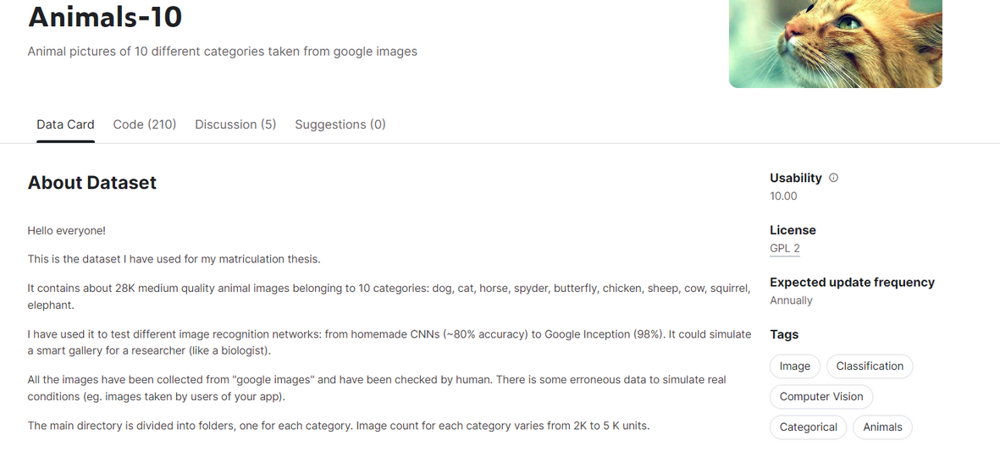 Animals-10
Animal pictures of 10 different categories taken from google images
Data Card
Code (210)
Discussion (5)
Suggestions (0)
About Dataset
Hello everyone!
This is the dataset I have used for my matriculation thesis.
It contains about 28K medium quality animal images belonging to 10 categories: dog, cat, horse, spyder, butterfly, chicken, sheep, cow, squirrel,
elephant.
I have used it to test different image recognition networks: from homemade CNNs (~80% accuracy) to Google Inception (98%). It could simulate
a smart gallery for a researcher (like a biologist).
All the images have been collected from "google images" and have been checked by human. There is some erroneous data to simulate real
conditions (eg. images taken by users of your app).
The main directory is divided into folders, one for each category. Image count for each category varies from 2K to 5 K units.
Usability
10.00
License
GPL 2
Expected update frequency
Annually
Tags
Image
Classification
Computer Vision
Categorical
Animals